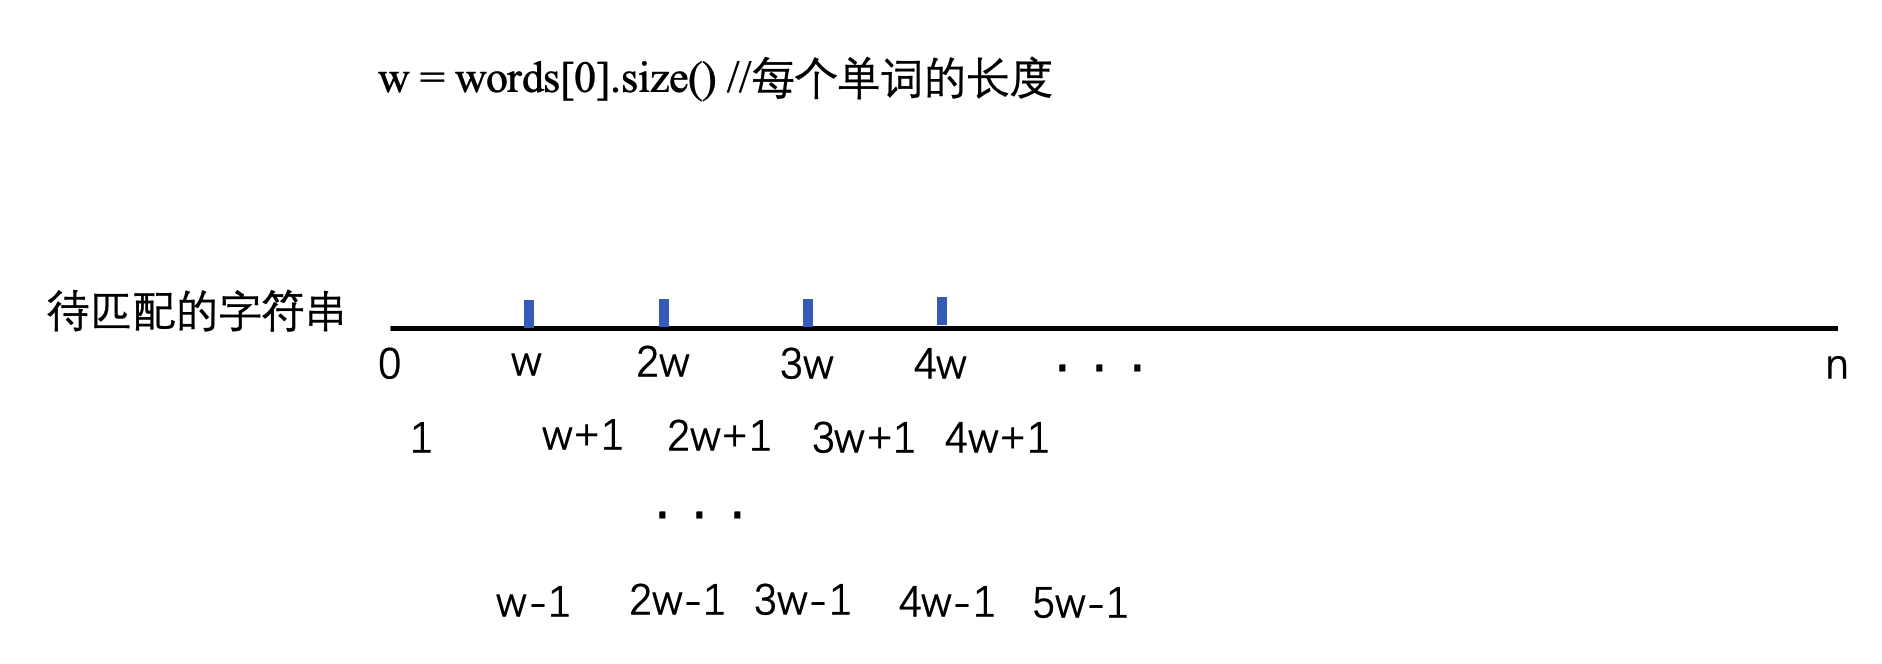 w = words[0].size() //每个单词的长度
待匹配的字符串
0 w 2w 3w 4w . . . n
1 w+1 2w+1 3w+1 4w+1
. . .
w-1 2w-1 3w-1 4w-1 5w-1